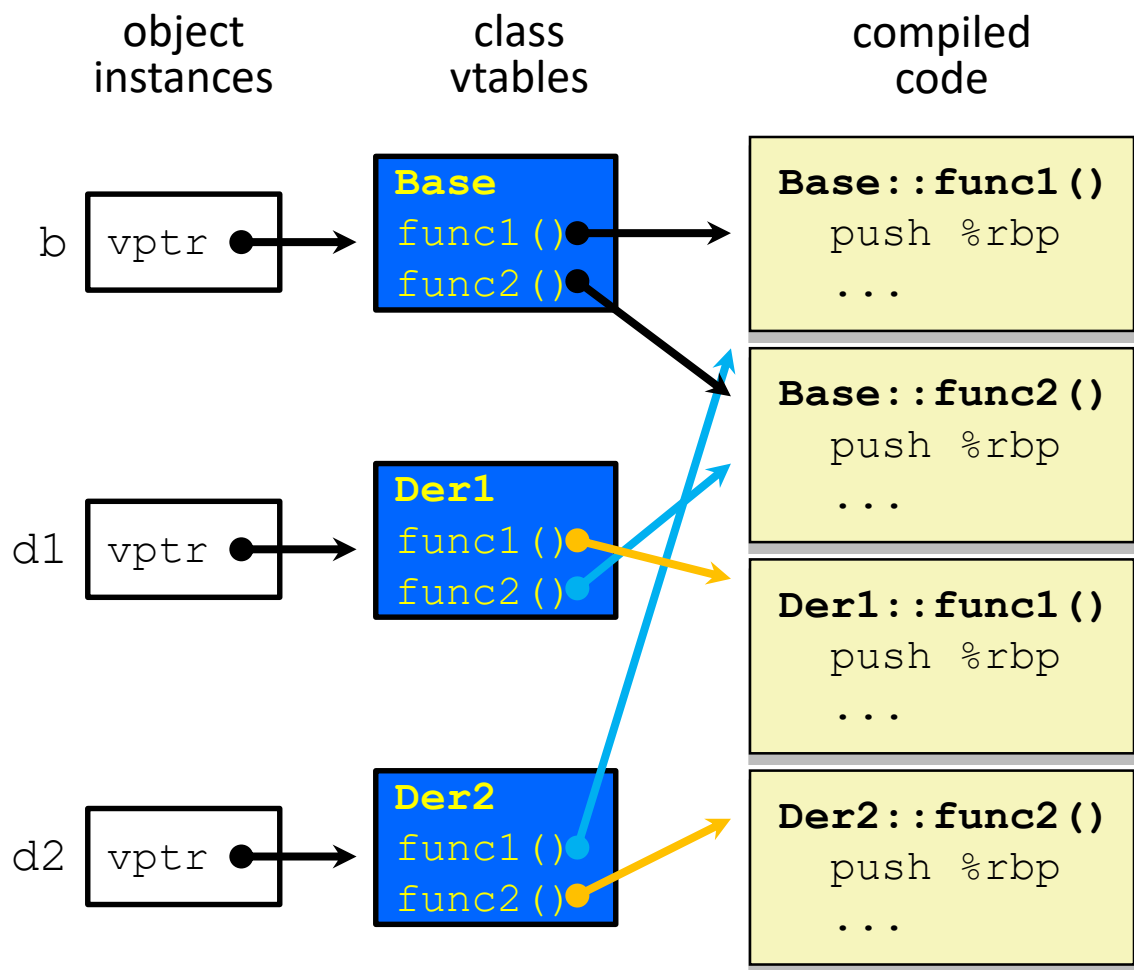 object
instances
class
vtables
compiled
code
b
vptr
Base
func1()
func2()
Base::func1()
push %rbp
...
Base::func2()
push %rbp
...
d1
vptr
Der1
func1()
func2()
Der1::func1()
push %rbp
...
d2
vptr
Der2
func1()
func2()
Der2::func2()
push %rbp
...